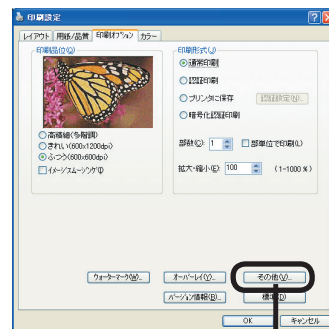 印刷設定
レイアウト 用紙/品質 印刷オプション カラー
印刷品位(Q)
高精細(多階調)
きれい(600x1200dpi)
ふつう(600x600dpi)
イメージスムージング(I)
印刷形式(J)
通常印刷
認証印刷
プリンタに保存 認証設定(N)...
暗号化認証印刷
部数(C): 1 部単位で印刷(L)
拡大・縮小(E): 100 (1-1000 %)
ウォーターマーク(W)... オーバーレイ(Y)... その他(V)...
バージョン情報(B)... 標準(D)
OK キャンセル